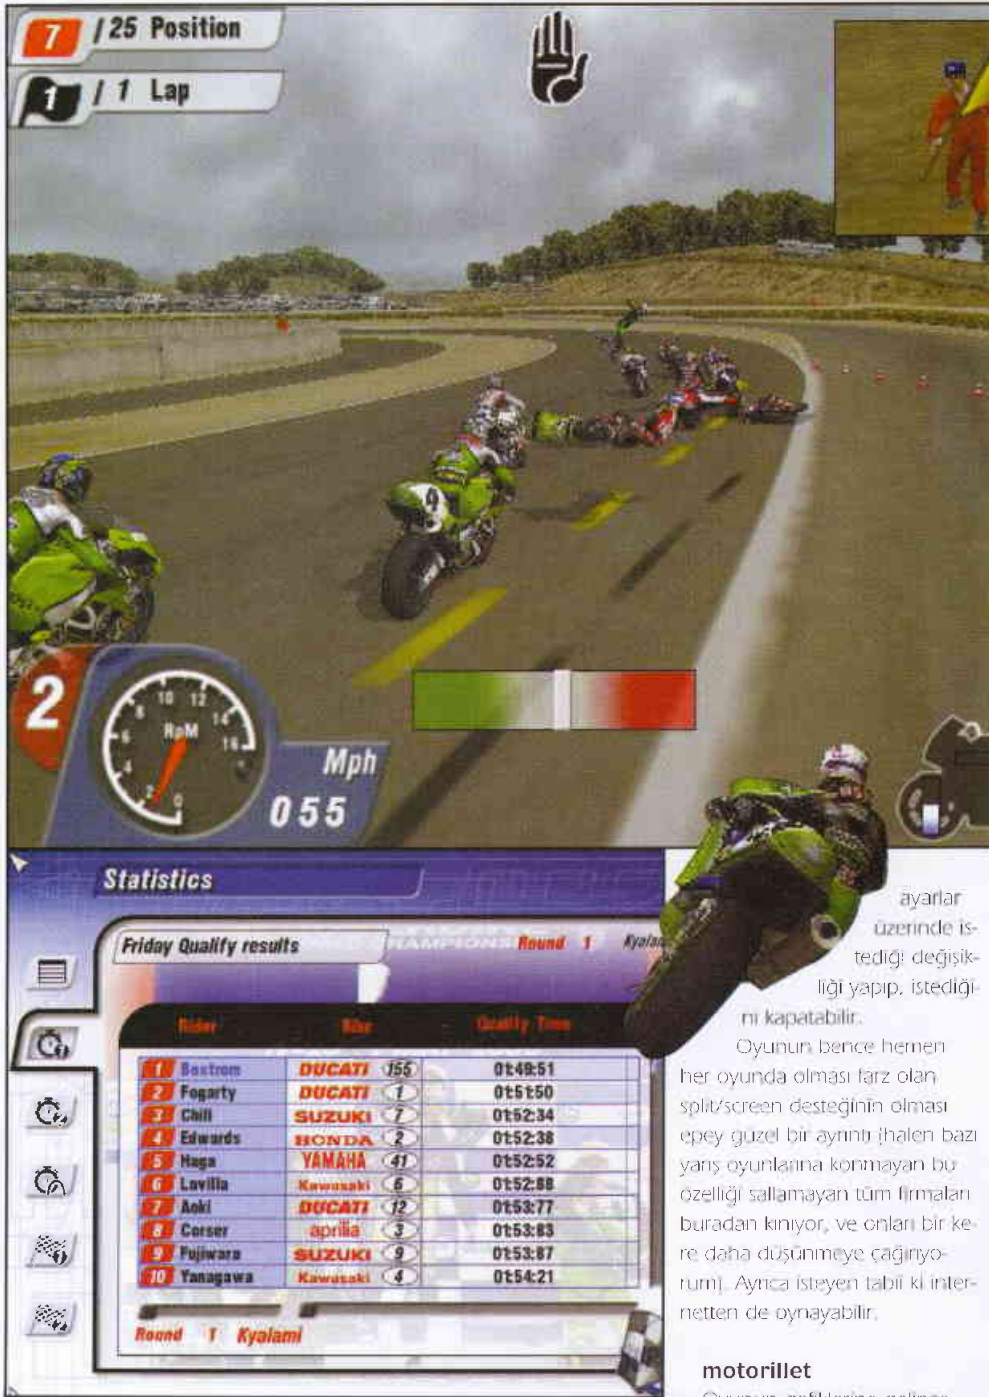 7 / 25 Position
1 / 1 Lap
9
2
0 2 4 6 8 10 12 14 16
RpM
Mph
055
Statistics
Friday Qualify results
Round 1 Kyalami
Rider Bike Qualify Time
1 Bostrom DUCATI 155 01:49:51
2 Fogarty DUCATI 1 01:51:50
3 Chili SUZUKI 7 01:52:34
4 Edwards HONDA 2 01:52:38
5 Haga YAMAHA 41 01:52:52
6 Lavilla Kawasaki 6 01:52:88
7 Aoki DUCATI 12 01:53:77
8 Corser aprilia 3 01:53:83
9 Fujiwara SUZUKI 9 01:53:87
10 Yanagawa Kawasaki 4 01:54:21
Round 1 Kyalami
ayarlar
üzerinde is-
tediği değişik-
liği yapıp, istediği-
ni kapatabilir.
Oyunun bence hemen
her oyunda olması farz olan
split/screen desteğinin olması
epey güzel bir ayrıntı (halen bazı
yarış oyunlarına konmayan bu
özelliği sallamayan tüm firmaları
buradan kınıyor, ve onları bir ke-
re daha düşünmeye çağırıyo-
rum). Ayrıca isteyen tabii ki inter-
netten de oynayabilir.
motorillet